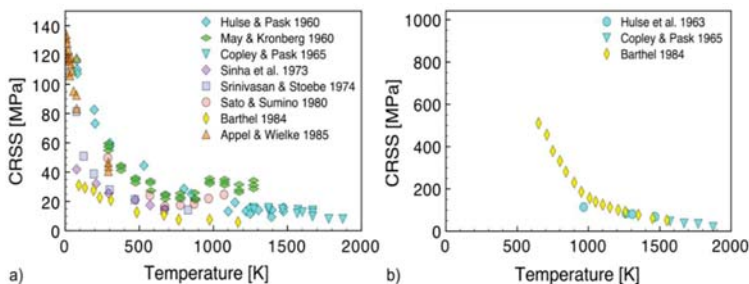 CRSS [MPa]
140
120
100
80
60
40
20
0
0 500 1000 1500 2000
Temperature [K]
Hulse & Pask 1960
May & Kronberg 1960
Copley & Pask 1965
Sinha et al. 1973
Srinivasan & Stoebe 1974
Sato & Sumino 1980
Barthel 1984
Appel & Wielke 1985
a)
CRSS [MPa]
1000
800
600
400
200
0
0 500 1000 1500 2000
Temperature [K]
Hulse et al. 1963
Copley & Pask 1965
Barthel 1984
b)